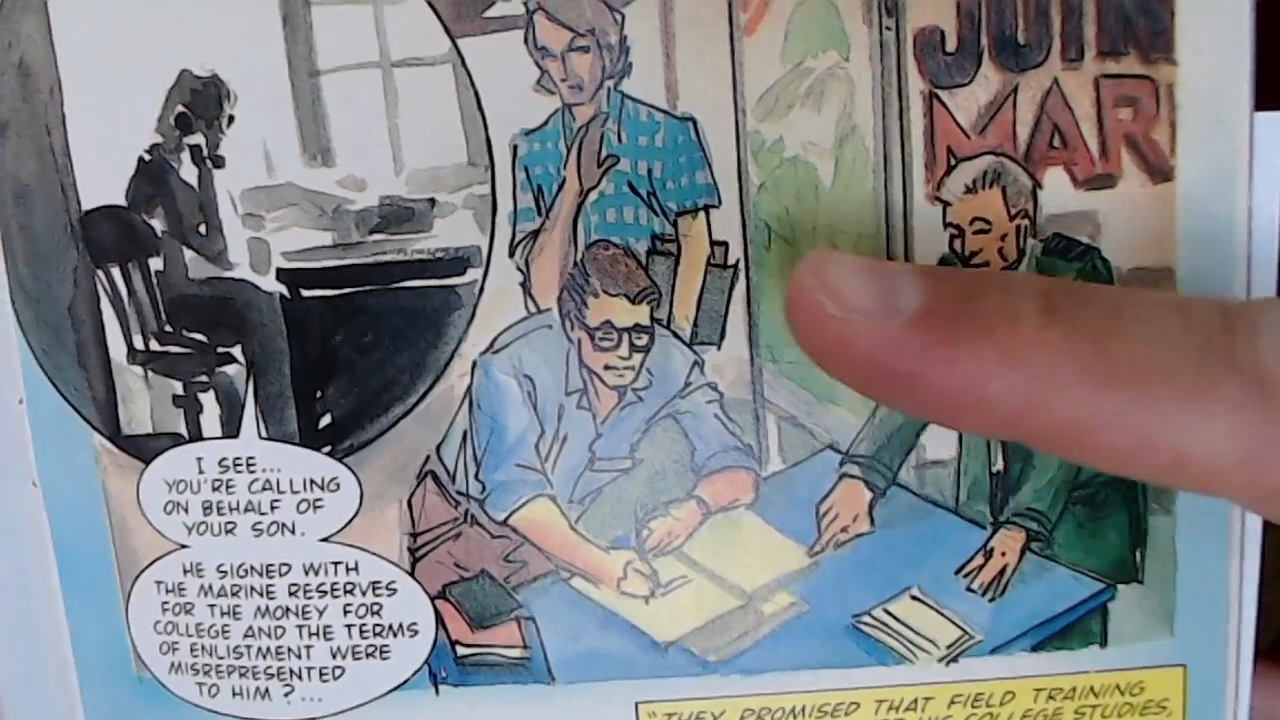 JOIN
MAR
I SEE...
YOU'RE CALLING
ON BEHALF OF
YOUR SON.
HE SIGNED WITH
THE MARINE RESERVES
FOR THE MONEY FOR
COLLEGE AND THE TERMS
OF ENLISTMENT WERE
MISREPRESENTED
TO HIM?...
"THEY PROMISED THAT FIELD TRAINING
HIS COLLEGE STUDIES,